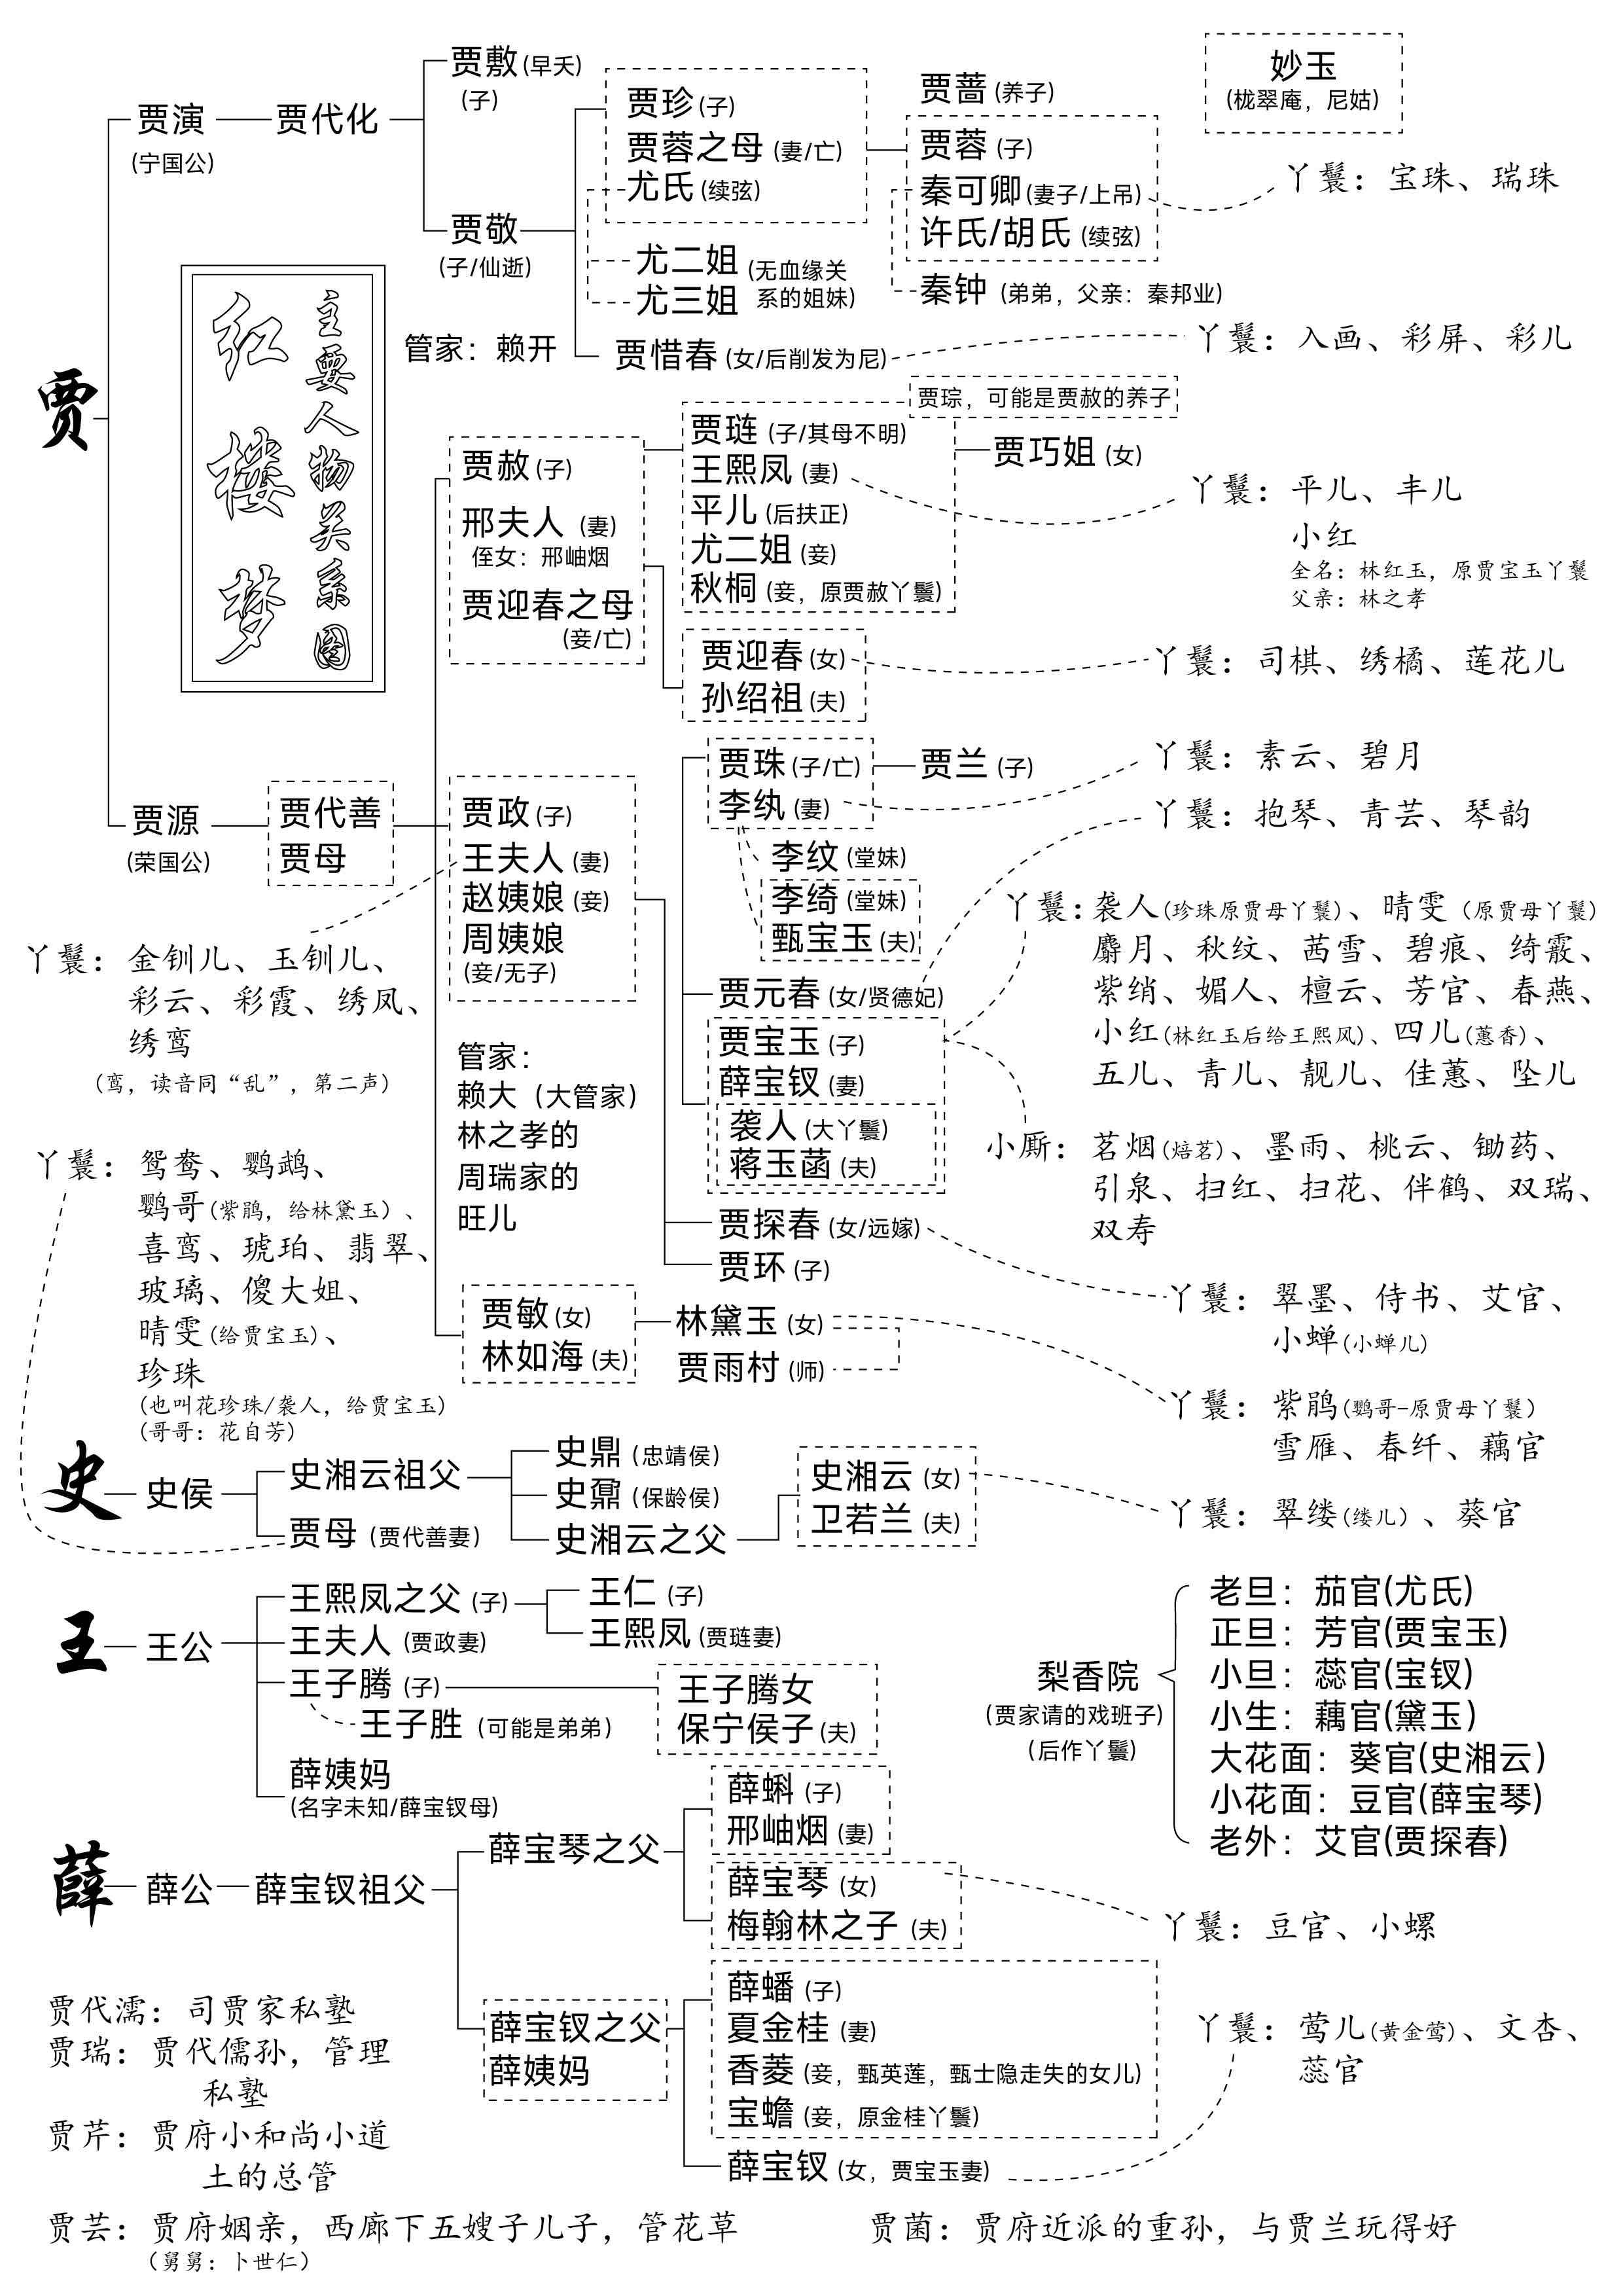 妙玉
(栊翠庵，尼姑)
贾
贾演
(宁国公)
贾代化
贾敷(早夭)
(子)
贾敬
(子/仙逝)
管家：赖开
贾珍(子)
贾蓉之母(妻/亡)
尤氏(续弦)
尤二姐(无血缘关
尤三姐 系的姐妹)
贾惜春(女/后削发为尼)
贾蔷(养子)
贾蓉(子)
秦可卿(妻子/上吊)
许氏/胡氏(续弦)
秦钟(弟弟，父亲：秦邦业)
丫鬟：宝珠、瑞珠
丫鬟：入画、彩屏、彩儿
红楼梦
主要人物关系图
贾源
(荣国公)
贾代善
贾母
贾赦(子)
邢夫人(妻)
侄女：邢岫烟
贾迎春之母
(妾/亡)
贾琮，可能是贾赦的养子
贾琏(子/其母不明)
王熙凤(妻)
平儿(后扶正)
尤二姐(妾)
秋桐(妾，原贾赦丫鬟)
贾巧姐(女)
丫鬟：平儿、丰儿
小红
全名：林红玉，原贾宝玉丫鬟
父亲：林之孝
贾迎春(女)
孙绍祖(夫)
丫鬟：司棋、绣橘、莲花儿
贾政(子)
王夫人(妻)
赵姨娘(妾)
周姨娘
(妾/无子)
丫鬟：金钏儿、玉钏儿、
彩云、彩霞、绣凤、
绣鸾
（鸾，读音同“乱”，第二声）
管家：
赖大（大管家）
林之孝的
周瑞家的
旺儿
贾珠(子/亡)
李纨(妻)
贾兰(子)
丫鬟：素云、碧月
李纹(堂妹)
李绮(堂妹)
甄宝玉(夫)
贾元春(女/贤德妃)
丫鬟：抱琴、青芸、琴韵
贾宝玉(子)
薛宝钗(妻)
袭人(大丫鬟)
蒋玉菡(夫)
丫鬟：袭人(珍珠原贾母丫鬟)、晴雯（原贾母丫鬟）
麝月、秋纹、茜雪、碧痕、绮霰、
紫绡、媚人、檀云、芳官、春燕、
小红(林红玉后给王熙凤)、四儿(蕙香)、
五儿、青儿、靓儿、佳蕙、坠儿
小厮：茗烟(焙茗)、墨雨、桃云、锄药、
引泉、扫红、扫花、伴鹤、双瑞、
双寿
贾探春(女/远嫁)
贾环(子)
丫鬟：翠墨、侍书、艾官、
小蝉(小蝉儿)
贾敏(女)
林如海(夫)
林黛玉(女)
贾雨村(师)
丫鬟：紫鹃(鹦哥-原贾母丫鬟)
雪雁、春纤、藕官
丫鬟：鸳鸯、鹦鹉、
鹦哥(紫鹃，给林黛玉)、
喜鸾、琥珀、翡翠、
玻璃、傻大姐、
晴雯(给贾宝玉)、
珍珠
(也叫花珍珠/袭人，给贾宝玉)
(哥哥：花自芳)
史
史侯
史湘云祖父
贾母(贾代善妻)
史鼎(忠靖侯)
史鼐(保龄侯)
史湘云之父
史湘云(女)
卫若兰(夫)
丫鬟：翠缕(缕儿)、葵官
王
王公
王熙凤之父(子)
王夫人(贾政妻)
王子腾(子)
王子胜(可能是弟弟)
薛姨妈
(名字未知/薛宝钗母)
王仁(子)
王熙凤(贾琏妻)
王子腾女
保宁侯子(夫)
梨香院
(贾家请的戏班子)
(后作丫鬟)
老旦：茄官(尤氏)
正旦：芳官(贾宝玉)
小旦：蕊官(宝钗)
小生：藕官(黛玉)
大花面：葵官(史湘云)
小花面：豆官(薛宝琴)
老外：艾官(贾探春)
薛
薛公
薛宝钗祖父
薛宝琴之父
薛蝌(子)
邢岫烟(妻)
薛宝琴(女)
梅翰林之子(夫)
丫鬟：豆官、小螺
薛宝钗之父
薛姨妈
薛蟠(子)
夏金桂(妻)
香菱(妾，甄英莲，甄士隐走失的女儿)
宝蟾(妾，原金桂丫鬟)
薛宝钗(女，贾宝玉妻)
丫鬟：莺儿(黄金莺)、文杏、
蕊官
贾代濡：司贾家私塾
贾瑞：贾代儒孙，管理
私塾
贾芹：贾府小和尚小道
士的总管
贾芸：贾府姻亲，西廊下五嫂子儿子，管花草
（舅舅：卜世仁）
贾菌：贾府近派的重孙，与贾兰玩得好